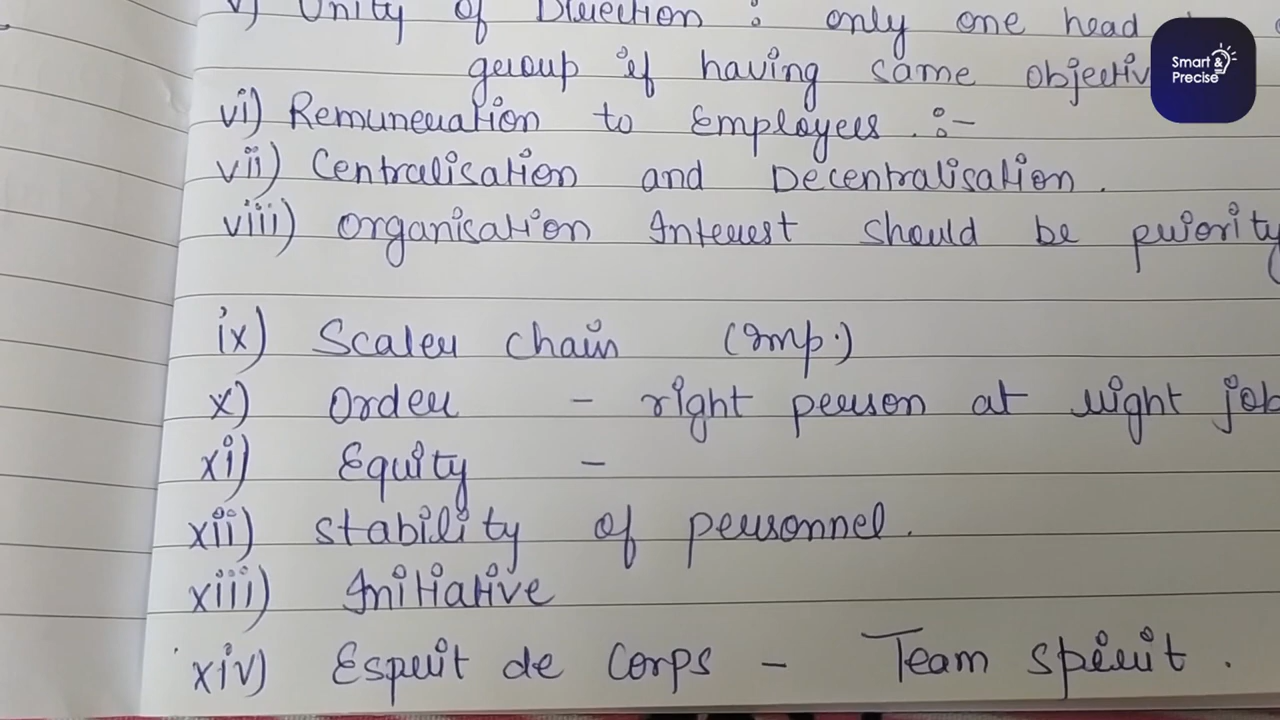 v) Unity of Direction : only one head
group if having same objectiv
vi) Remuneration to Employees :-
vii) Centralisation and Decentralisation.
viii) Organisation Interest should be priority
ix) Scaler chain (Imp.)
x) Order - right person at right job
xi) Equity -
xii) Stability of personnel.
xiii) Initiative
xiv) Esprit de Corps - Team spirit.
Smart &
Precise